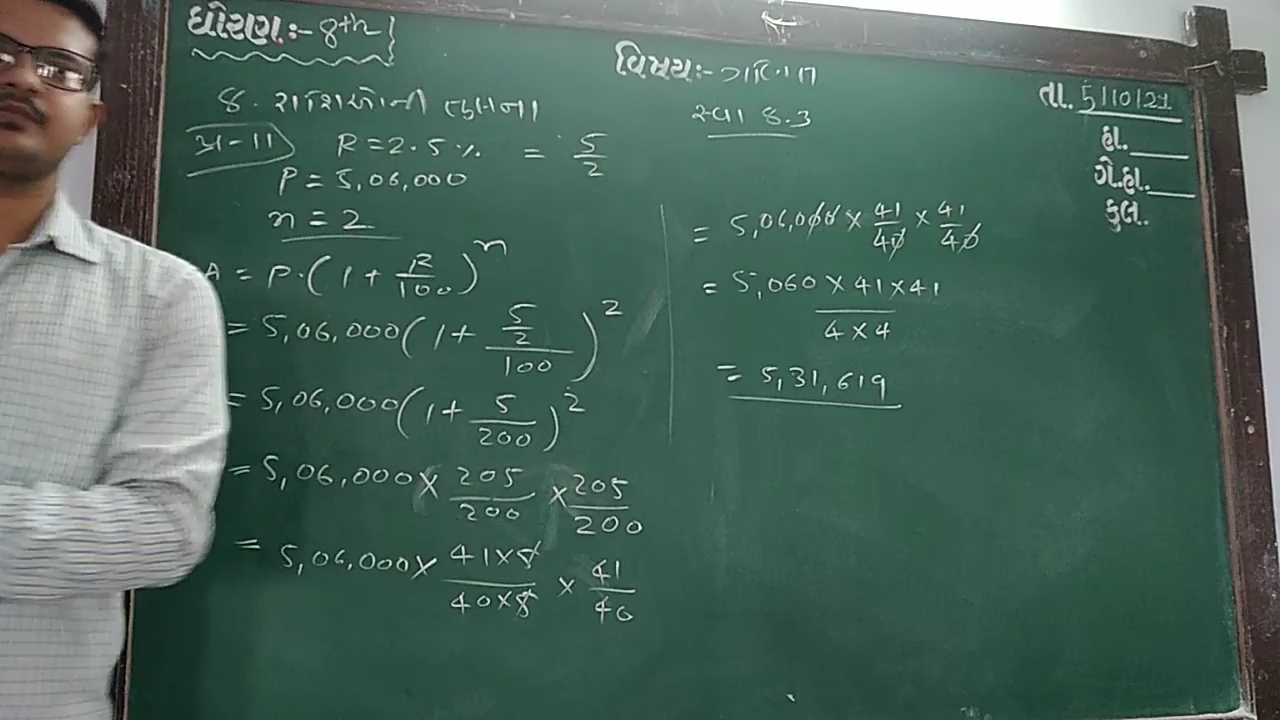 ધોરણ:- 8th
વિષય:- ગણિત
તા. 5/10/21
હા.
ગે.હા.
કુલ.
8. રાશિઓની તુલના
સ્વા 8.3
પ્ર-11 R = 2.5 % = 5/2
P = 5,06,000
n = 2
A = P·(1 + R/100)^n
= 5,06,000(1 + (5/2)/100)^2
= 5,06,000(1 + 5/200)^2
= 5,06,000 × 205/200 × 205/200
= 5,06,000 × (41×5)/(40×5) × 41/40
= 5,06,000 × 41/40 × 41/40
= (5,060 × 41 × 41)/(4 × 4)
= 5,31,619